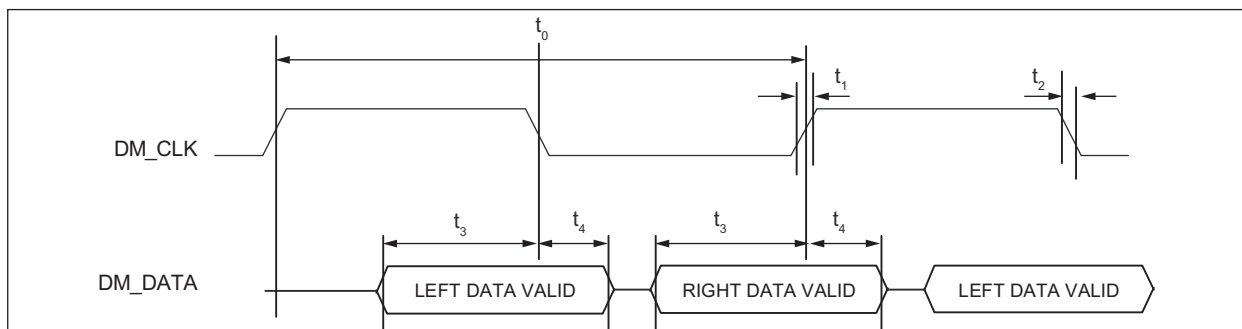 t0
t1
t2
DM_CLK
t3
t4
t3
t4
DM_DATA
LEFT DATA VALID
RIGHT DATA VALID
LEFT DATA VALID